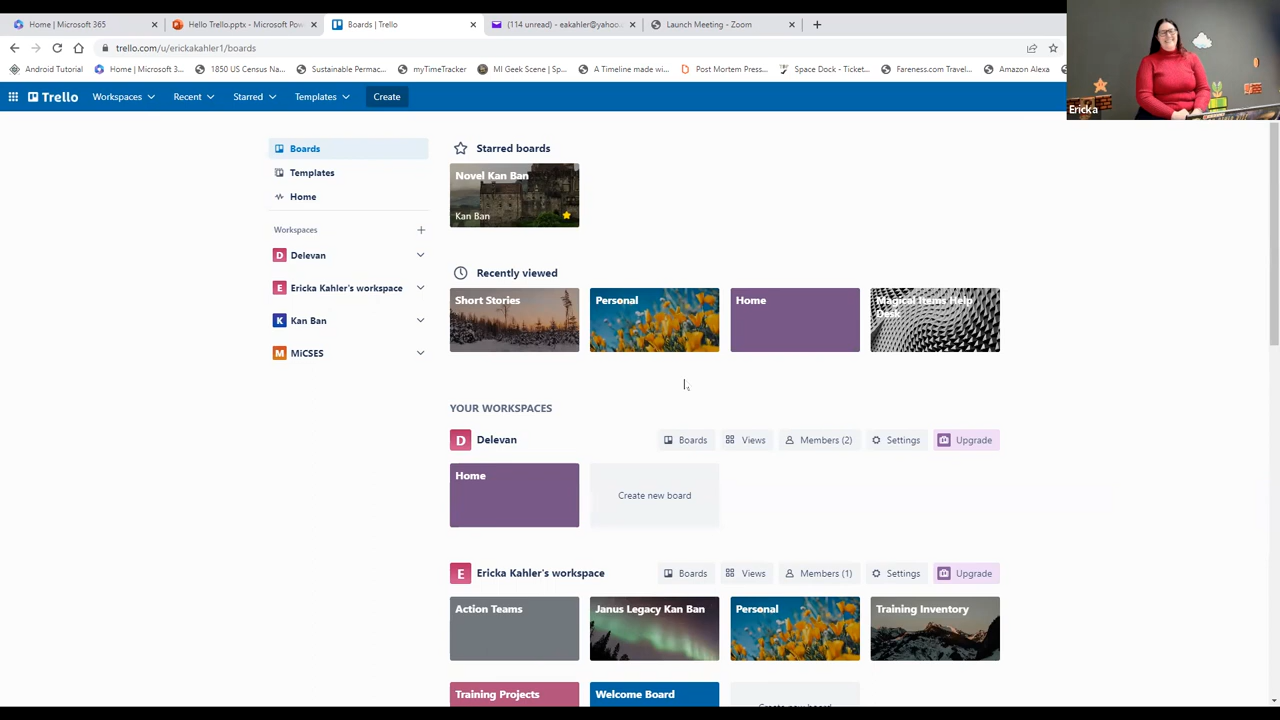 Home | Microsoft 365
Hello Trello.pptx - Microsoft Pow
Boards | Trello
(114 unread) - eakahler@yahoo.c
Launch Meeting - Zoom
trello.com/u/erickakahler1/boards
Android Tutorial
Home | Microsoft 3...
1850 US Census Na...
Sustainable Permac...
myTimeTracker
MI Geek Scene | Sp...
A Timeline made wi...
Post Mortem Press...
Space Dock - Ticket...
Fareness.com Travel...
Amazon Alexa
Ericka
Trello
Workspaces
Recent
Starred
Templates
Create
Boards
Templates
Home
Workspaces
D Delevan
E Ericka Kahler's workspace
K Kan Ban
M MiCSES
Starred boards
Novel Kan Ban
Kan Ban
Recently viewed
Short Stories
Personal
Home
Magical Items Help
Desk
YOUR WORKSPACES
D Delevan
Boards
Views
Members (2)
Settings
Upgrade
Home
Create new board
E Ericka Kahler's workspace
Boards
Views
Members (1)
Settings
Upgrade
Action Teams
Janus Legacy Kan Ban
Personal
Training Inventory
Training Projects
Welcome Board
Create new board